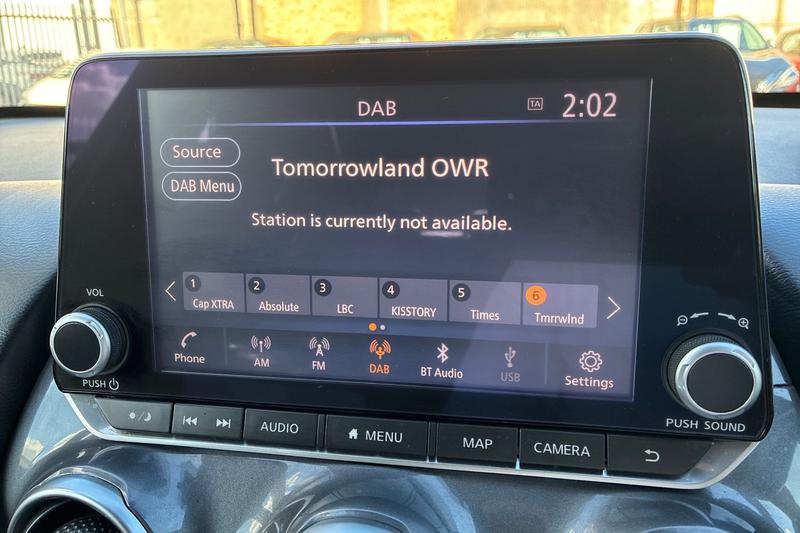 DAB
TA
2:02
Source
Tomorrowland OWR
DAB Menu
Station is currently not available.
1 Cap XTRA
2 Absolute
3 LBC
4 KISSTORY
5 Times
6 Tmrrwlnd
VOL
Phone
AM
FM
DAB
BT Audio
USB
Settings
PUSH
PUSH SOUND
AUDIO
MENU
MAP
CAMERA